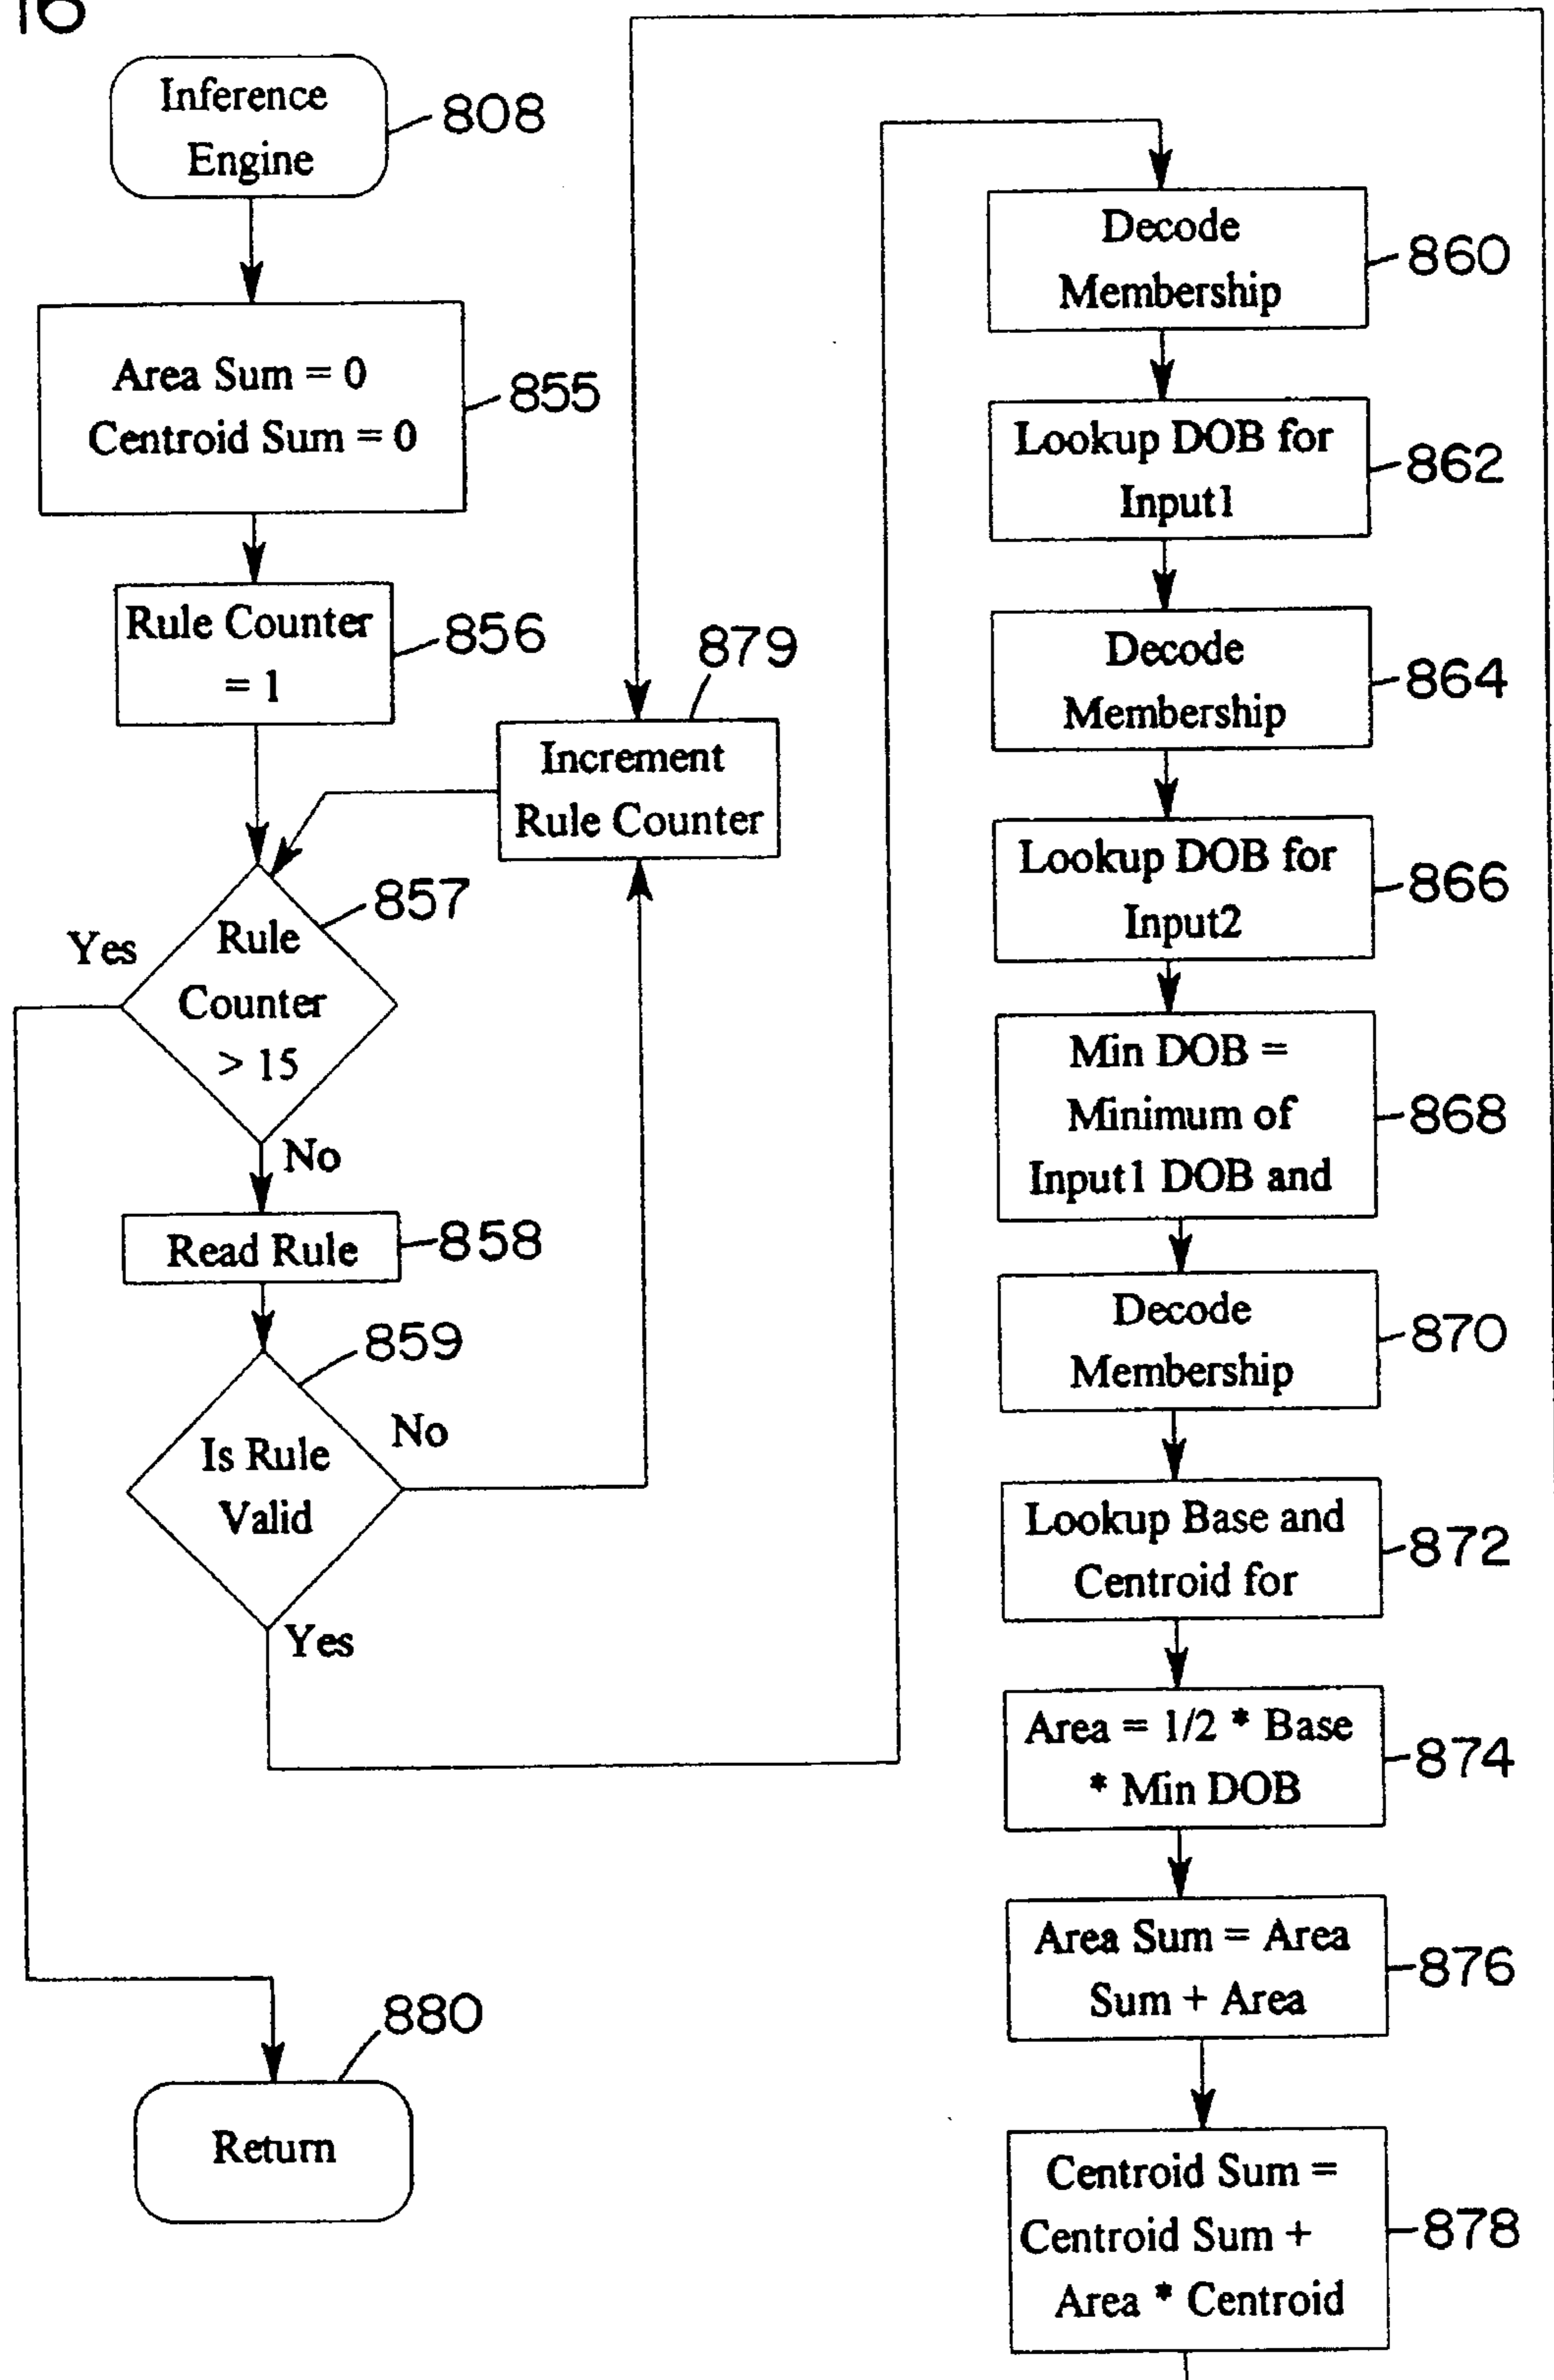 16
Inference
Engine
808
Area Sum = 0
Centroid Sum = 0
855
Rule Counter
= 1
856
879
Increment
Rule Counter
857
Yes
Rule
Counter
> 15
No
Read Rule
858
859
Is Rule
Valid
No
Yes
880
Return
Decode
Membership
860
Lookup DOB for
Input1
862
Decode
Membership
864
Lookup DOB for
Input2
866
Min DOB =
Minimum of
Input1 DOB and
868
Decode
Membership
870
Lookup Base and
Centroid for
872
Area = 1/2 * Base
* Min DOB
874
Area Sum = Area
Sum + Area
876
Centroid Sum =
Centroid Sum +
Area * Centroid
878